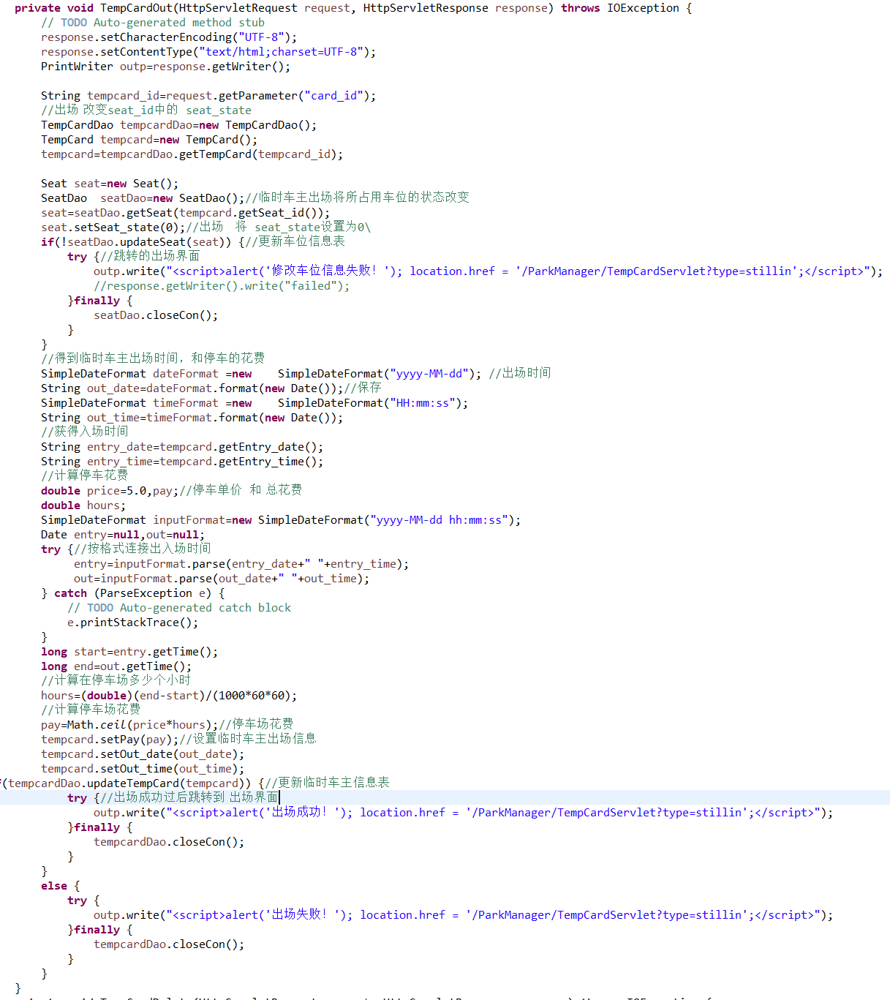 private void TempCardOut(HttpServletRequest request, HttpServletResponse response) throws IOException {
// TODO Auto-generated method stub
response.setCharacterEncoding("UTF-8");
response.setContentType("text/html;charset=UTF-8");
PrintWriter outp=response.getWriter();
String tempcard_id=request.getParameter("card_id");
//出场 改变seat_id中的 seat_state
TempCardDao tempcardDao=new TempCardDao();
TempCard tempcard=new TempCard();
tempcard=tempcardDao.getTempCard(tempcard_id);
Seat seat=new Seat();
SeatDao  seatDao=new SeatDao();//临时车主出场将所占用车位的状态改变
seat=seatDao.getSeat(tempcard.getSeat_id());
seat.setSeat_state(0);//出场  将 seat_state设置为0\
if(!seatDao.updateSeat(seat)) {//更新车位信息表
try {//跳转的出场界面
outp.write("<script>alert('修改车位信息失败！'); location.href = '/ParkManager/TempCardServlet?type=stillin';</script>");
//response.getWriter().write("failed");
}finally {
seatDao.closeCon();
}
}
//得到临时车主出场时间，和停车的花费
SimpleDateFormat dateFormat =new    SimpleDateFormat("yyyy-MM-dd"); //出场时间
String out_date=dateFormat.format(new Date());//保存
SimpleDateFormat timeFormat =new    SimpleDateFormat("HH:mm:ss");
String out_time=timeFormat.format(new Date());
//获得入场时间
String entry_date=tempcard.getEntry_date();
String entry_time=tempcard.getEntry_time();
//计算停车花费
double price=5.0,pay;//停车单价  和 总花费
double hours;
SimpleDateFormat inputFormat=new SimpleDateFormat("yyyy-MM-dd hh:mm:ss");
Date entry=null,out=null;
try {//按格式连接出入场时间
entry=inputFormat.parse(entry_date+" "+entry_time);
out=inputFormat.parse(out_date+" "+out_time);
} catch (ParseException e) {
// TODO Auto-generated catch block
e.printStackTrace();
}
long start=entry.getTime();
long end=out.getTime();
//计算在停车场多少个小时
hours=(double)(end-start)/(1000*60*60);
//计算停车场花费
pay=Math.ceil(price*hours);//停车场花费
tempcard.setPay(pay);//设置临时车主出场信息
tempcard.setOut_date(out_date);
tempcard.setOut_time(out_time);
(tempcardDao.updateTempCard(tempcard)) {//更新临时车主信息表
try {//出场成功过后跳转到 出场界面
outp.write("<script>alert('出场成功！'); location.href = '/ParkManager/TempCardServlet?type=stillin';</script>");
}finally {
tempcardDao.closeCon();
}
}
else {
try {
outp.write("<script>alert('出场失败！'); location.href = '/ParkManager/TempCardServlet?type=stillin';</script>");
}finally {
tempcardDao.closeCon();
}
}
}